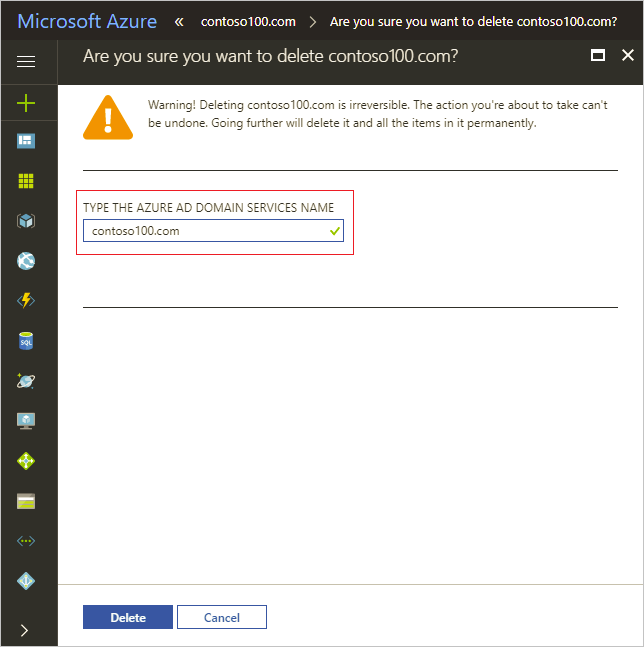 Microsoft Azure « contoso100.com > Are you sure you want to delete contoso100.com?
Are you sure you want to delete contoso100.com?
Warning! Deleting contoso100.com is irreversible. The action you're about to take can't
be undone. Going further will delete it and all the items in it permanently.
TYPE THE AZURE AD DOMAIN SERVICES NAME
contoso100.com
SQL
Delete Cancel